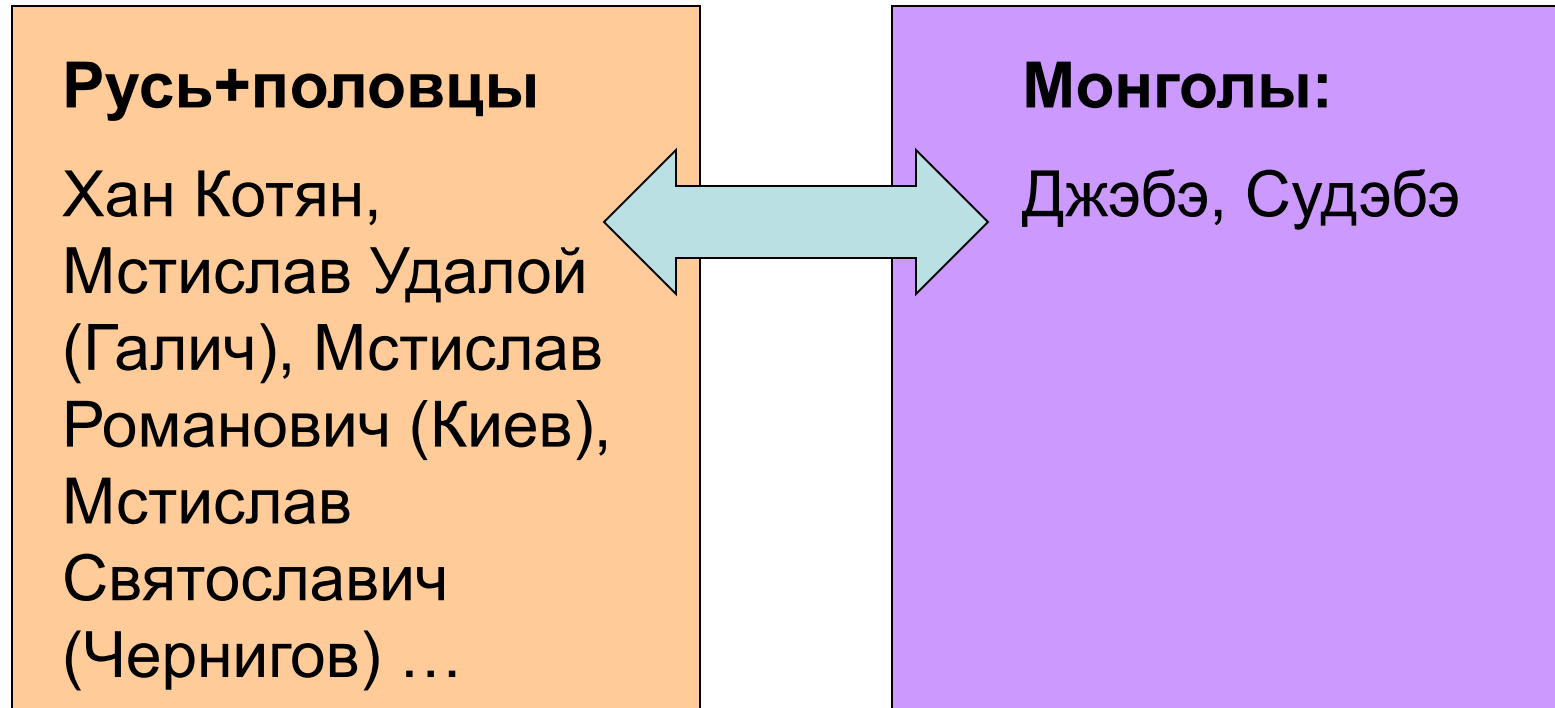 Русь+половцы
Хан Котян,
Мстислав Удалой
(Галич), Мстислав
Романович (Киев),
Мстислав
Святославич
(Чернигов) …
Монголы:
Джэбэ, Судэбэ